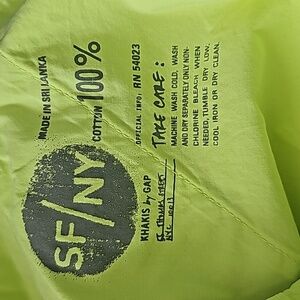 MADE IN SRI LANKA
COTTON 100%
OFFICIAL INFO, RN 54023
TAKE CARE:
MACHINE WASH COLD, WASH
AND DRY SEPARATELY ONLY NON-
CHLORINE BLEACH WHEN
NEEDED, TUMBLE DRY LOW,
COOL IRON OR DRY CLEAN.
SF/NY
KHAKIS by GAP